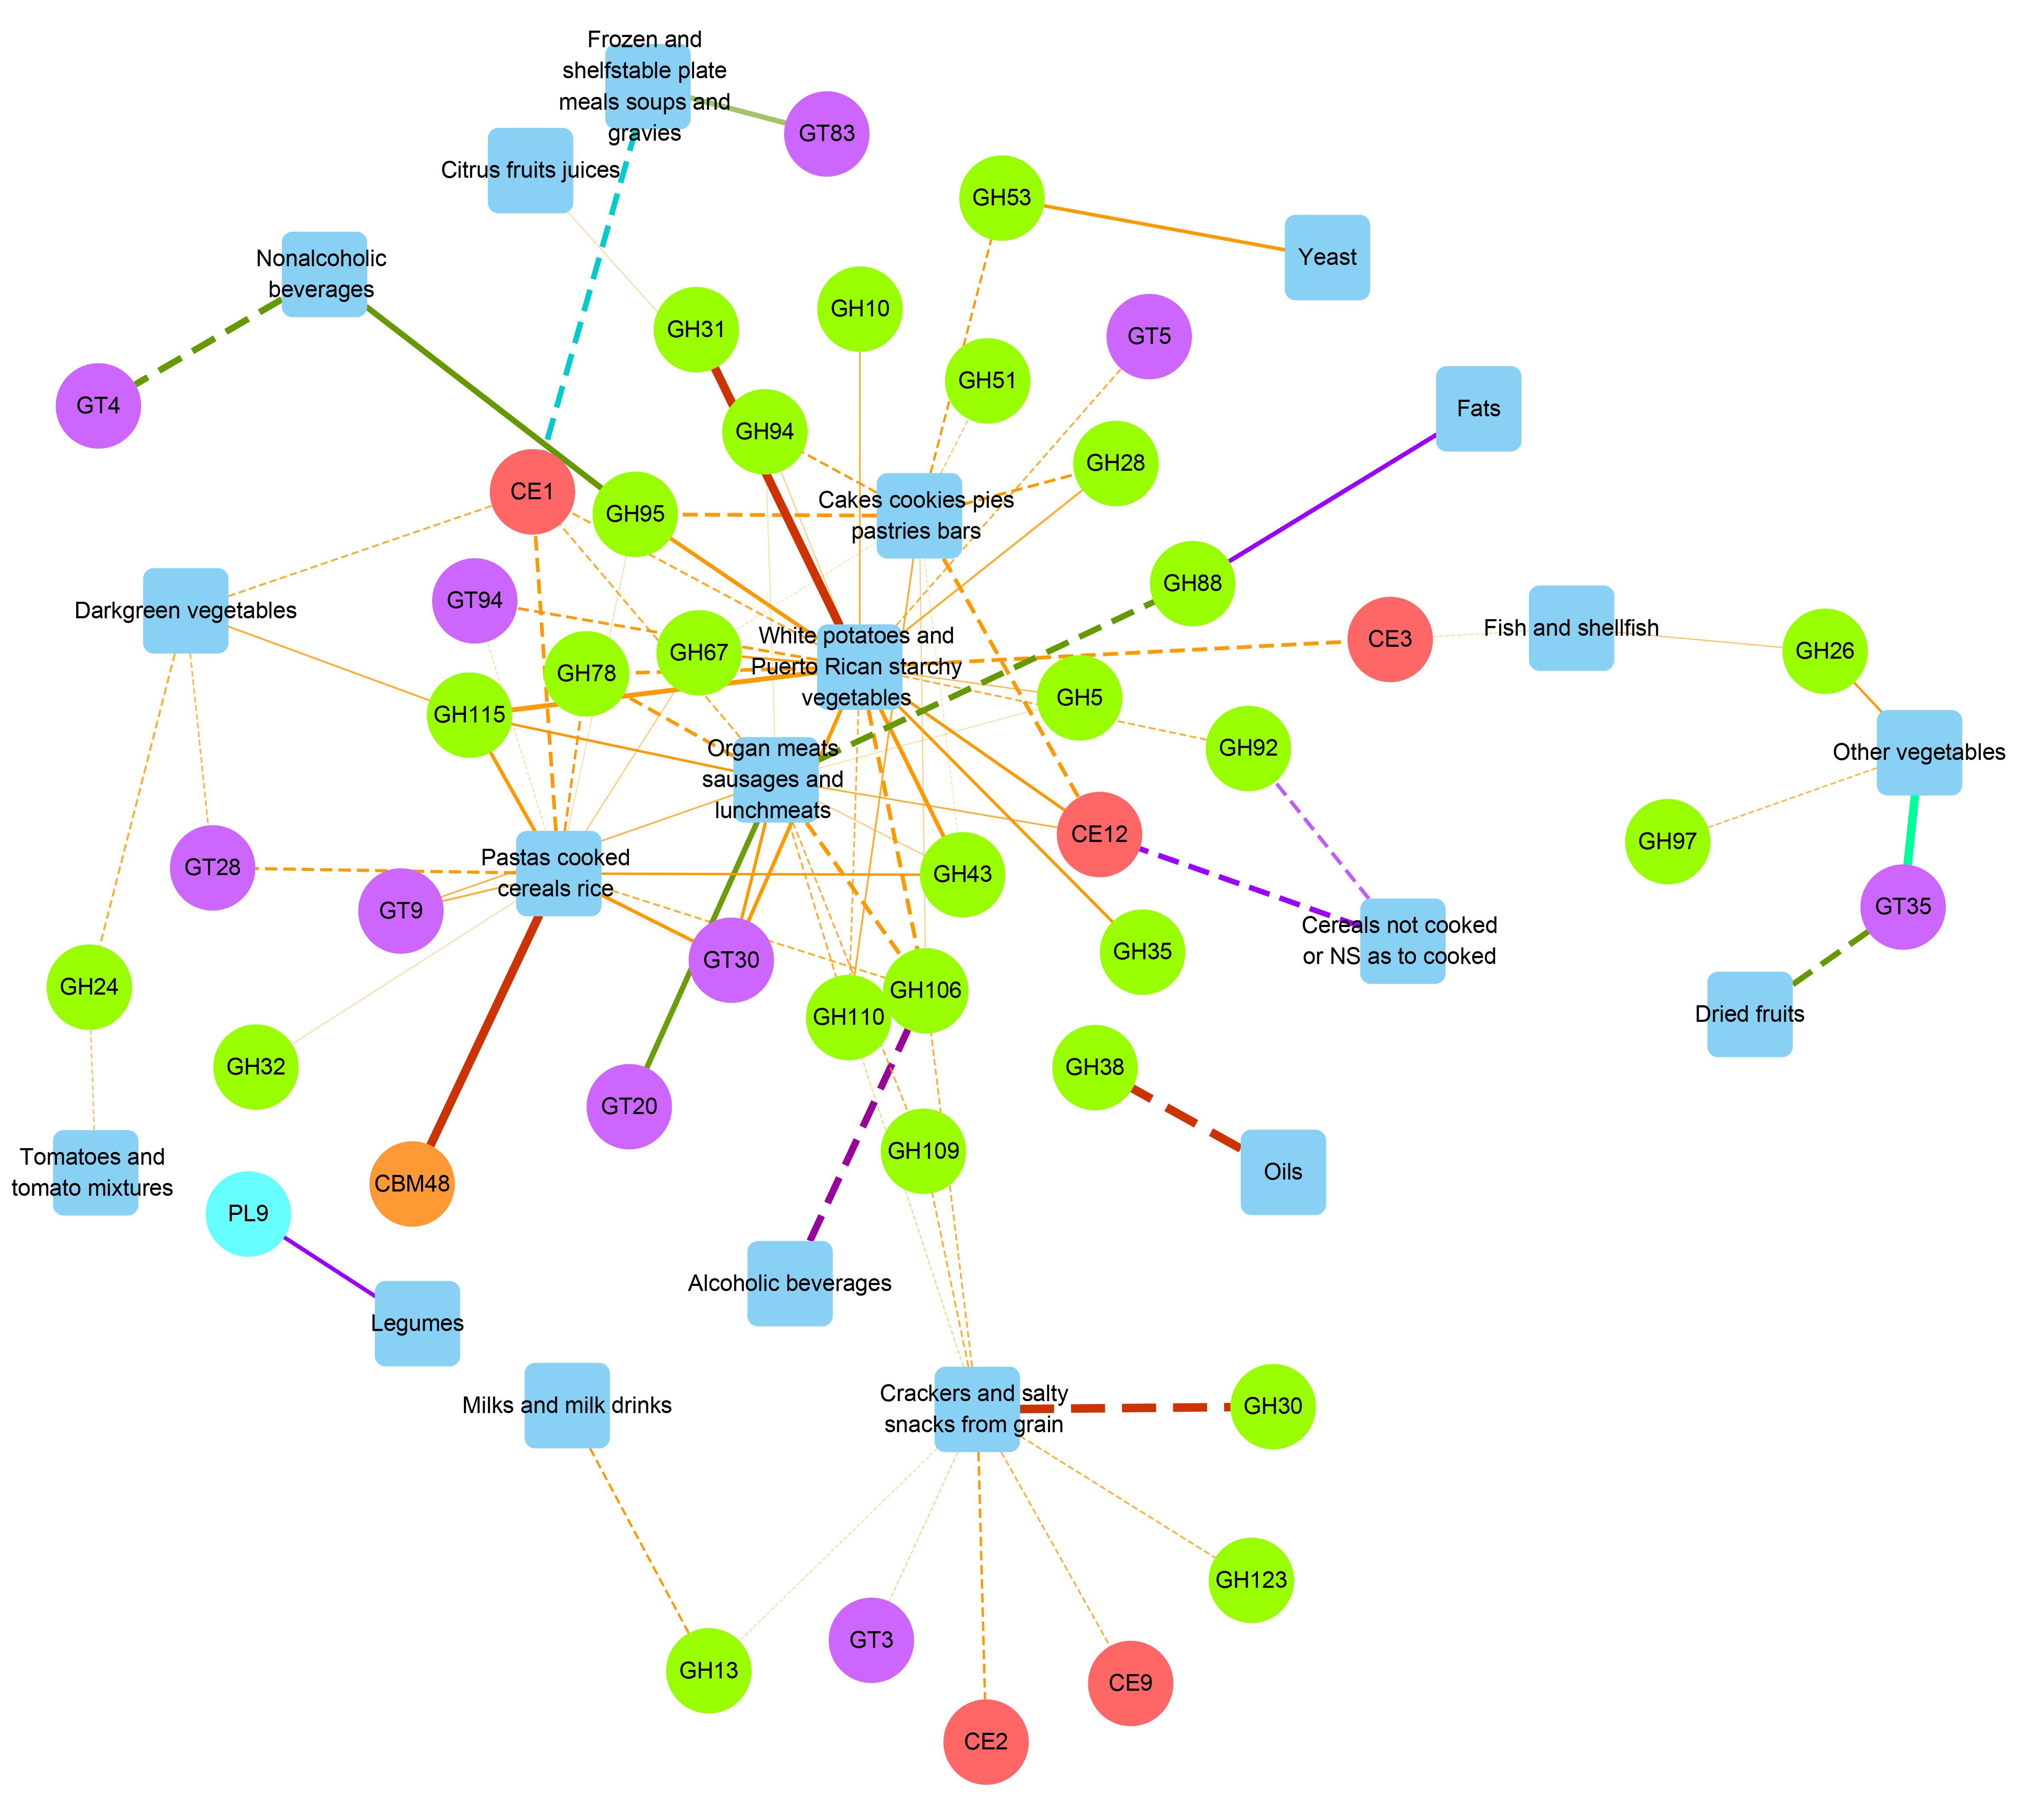 Frozen and
shelfstable plate
meals soups and
gravies
GT83
Citrus fruits juices
GH53
Yeast
Nonalcoholic
beverages
GH31
GH10
GT5
GH51
Fats
GT4
GH94
GH28
CE1
GH95
Cakes cookies pies
pastries bars
GH88
GT94
Darkgreen vegetables
Fish and shellfish
CE3
GH26
GH67
White potatoes and
Puerto Rican starchy
vegetables
GH78
GH5
GH115
GH92
Other vegetables
Organ meats
sausages and
lunchmeats
CE12
GH97
Pastas cooked
cereals rice
GT28
GH43
GT9
GT35
Cereals not cooked
or NS as to cooked
GT30
GH35
GH24
GH106
GH110
Dried fruits
GH32
GH38
GT20
GH109
Tomatoes and
tomato mixtures
Oils
CBM48
PL9
Alcoholic beverages
Legumes
Milks and milk drinks
Crackers and salty
snacks from grain
GH30
GH123
GT3
GH13
CE9
CE2